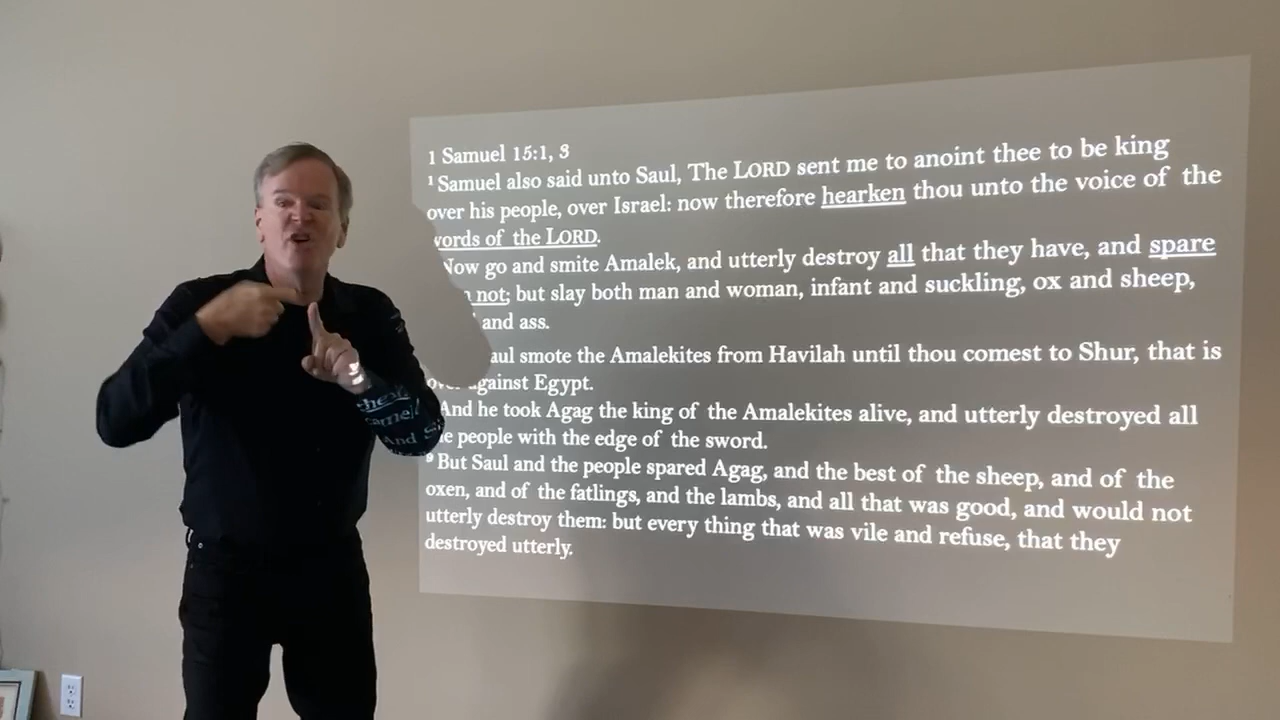 1 Samuel 15:1, 3
1 Samuel also said unto Saul, The LORD sent me to anoint thee to be king
over his people, over Israel: now therefore hearken thou unto the voice of the
words of the LORD.
Now go and smite Amalek, and utterly destroy all that they have, and spare
not; but slay both man and woman, infant and suckling, ox and sheep,
and ass.
aul smote the Amalekites from Havilah until thou comest to Shur, that is
against Egypt.
And he took Agag the king of the Amalekites alive, and utterly destroyed all
people with the edge of the sword.
9 But Saul and the people spared Agag, and the best of the sheep, and of the
oxen, and of the fatlings, and the lambs, and all that was good, and would not
utterly destroy them: but every thing that was vile and refuse, that they
destroyed utterly.